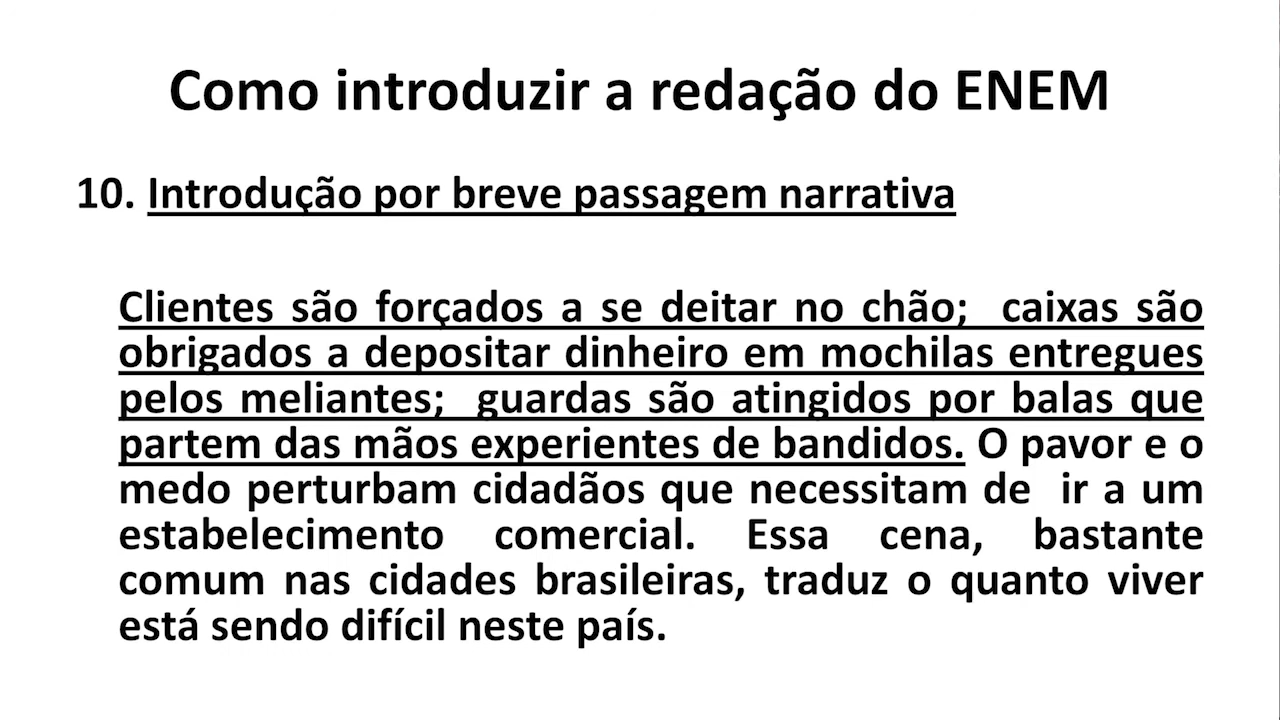 Como introduzir a redação do ENEM
10. Introdução por breve passagem narrativa
Clientes são forçados a se deitar no chão; caixas são
obrigados a depositar dinheiro em mochilas entregues
pelos meliantes; guardas são atingidos por balas que
partem das mãos experientes de bandidos. O pavor e o
medo perturbam cidadãos que necessitam de ir a um
estabelecimento comercial. Essa cena, bastante
comum nas cidades brasileiras, traduz o quanto viver
está sendo difícil neste país.